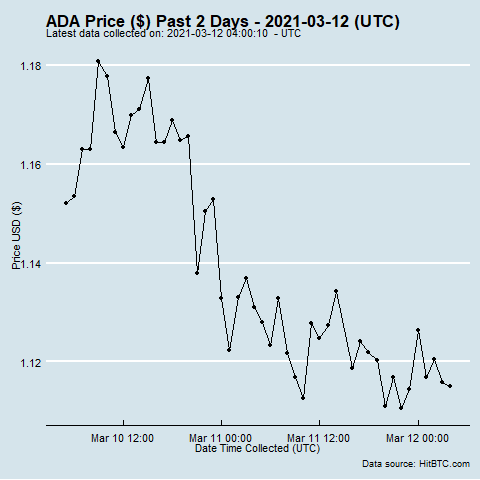 ADA Price ($) Past 2 Days - 2021-03-12 (UTC)
Latest data collected on: 2021-03-12 04:00:10 - UTC
1.18
1.16
1.14
1.12
Price USD ($)
Mar 10 12:00 Mar 11 00:00 Mar 11 12:00 Mar 12 00:00
Date Time Collected (UTC)
Data source: HitBTC.com